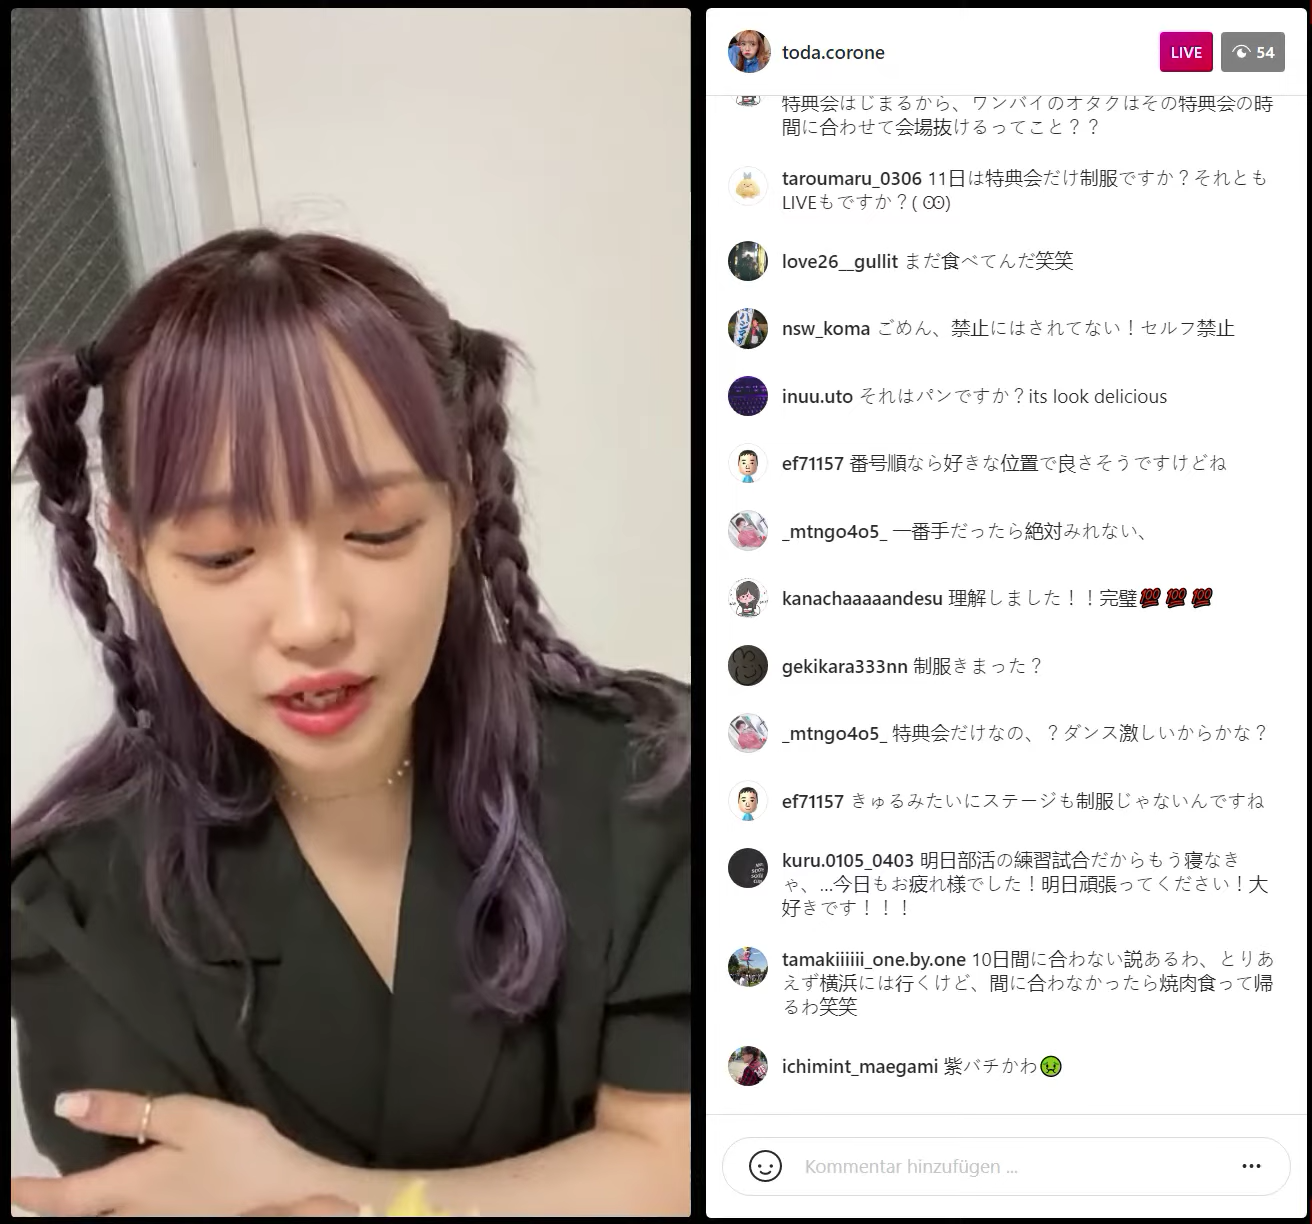 toda.corone
LIVE
54
特典会はじまるから、ワンバイのオタクはその特典会の時
間に合わせて会場抜けるってこと？？
taroumaru_0306 11日は特典会だけ制服ですか？それとも
LIVEもですか？( ꙭ)
love26__gullit まだ食べてんだ笑笑
nsw_koma ごめん、禁止にはされてない！セルフ禁止
inuu.uto それはパンですか？its look delicious
ef71157 番号順なら好きな位置で良さそうですけどね
_mtngo4o5_ 一番手だったら絶対みれない、
kanachaaaaandesu 理解しました！！完璧💯💯💯
gekikara333nn 制服きまった？
_mtngo4o5_ 特典会だけなの、？ダンス激しいからかな？
ef71157 きゅるみたいにステージも制服じゃないんですね
kuru.0105_0403 明日部活の練習試合だからもう寝なき
ゃ、...今日もお疲れ様でした！明日頑張ってください！大
好きです！！！
tamakiiiiii_one.by.one 10日間に合わない説あるわ、とりあ
えず横浜には行くけど、間に合わなかったら焼肉食って帰
るわ笑笑
ichimint_maegami 紫バチかわ🤢
Kommentar hinzufügen ...